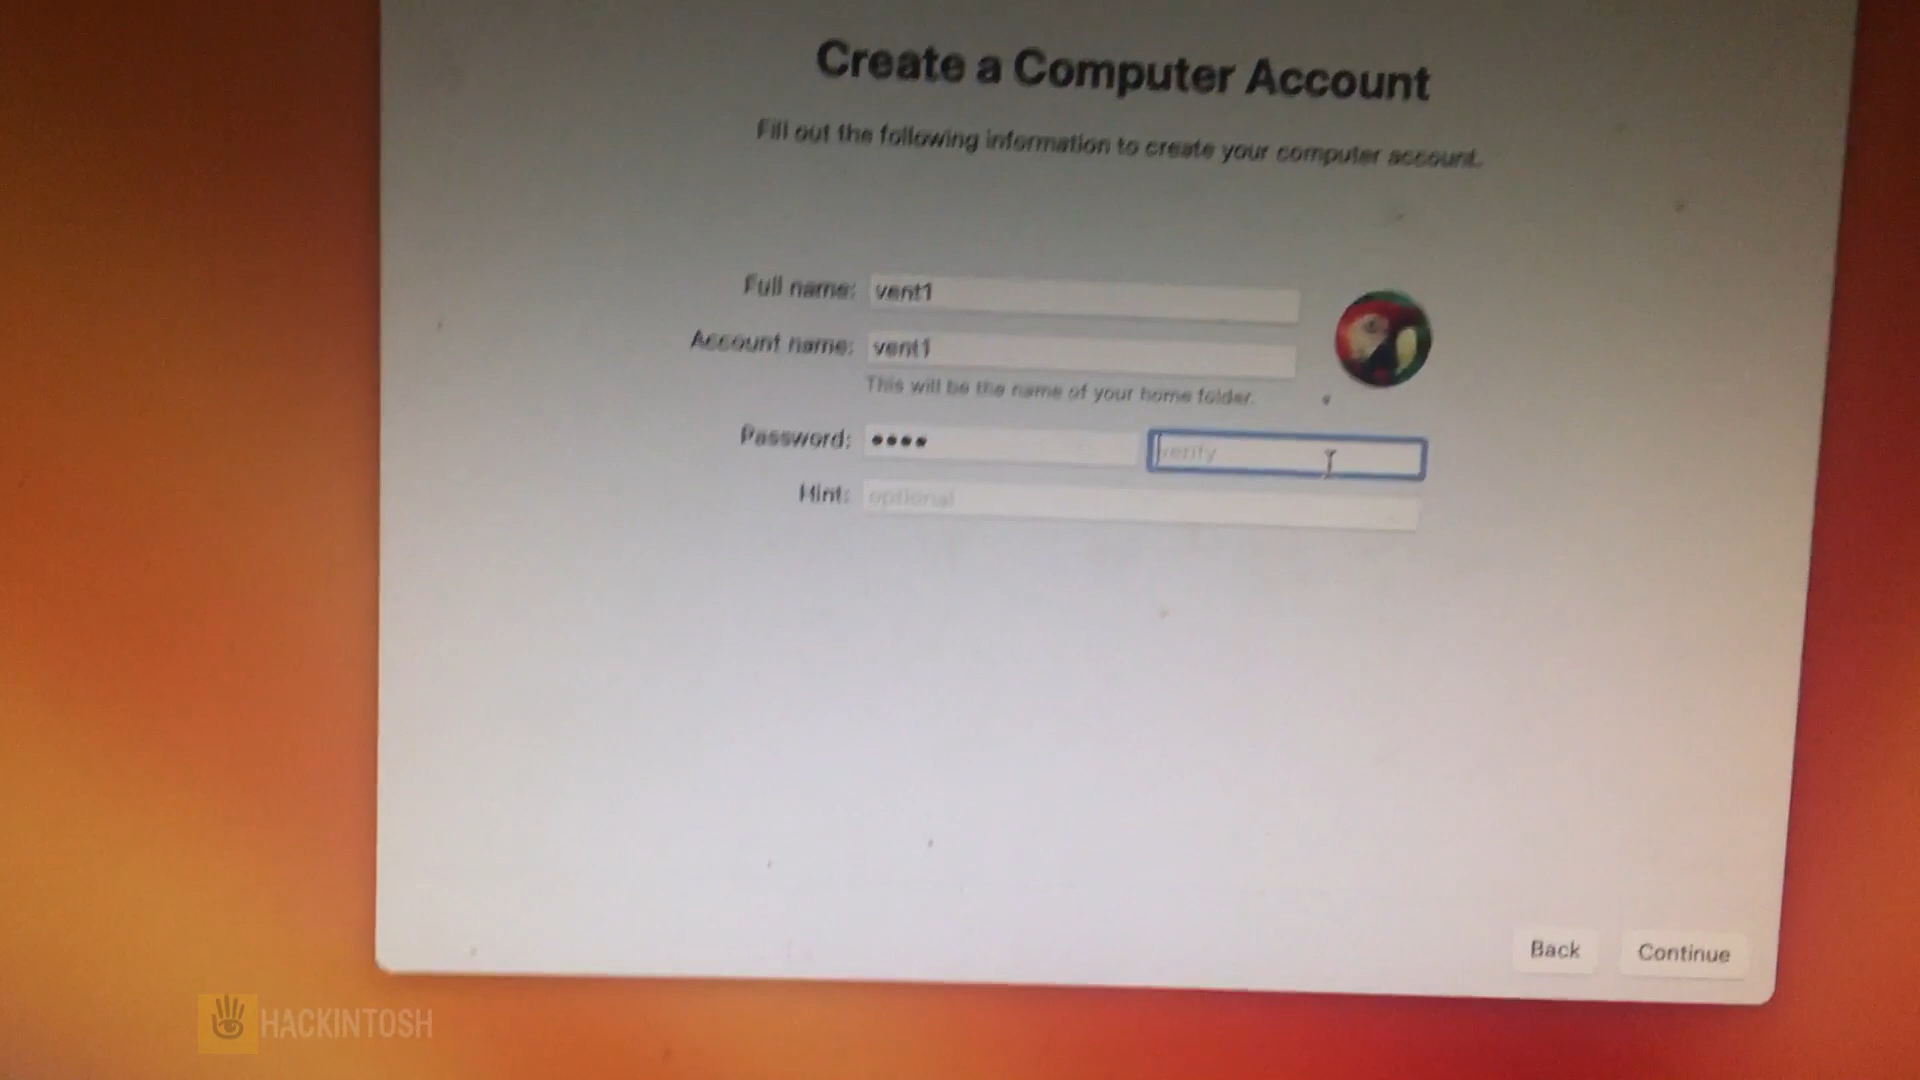 Create a Computer Account
Fill out the following information to create your computer account.
Full name: vent1
Account name: vent1
This will be the name of your home folder.
Password: •••• verify
Hint: optional
Back Continue
HACKINTOSH